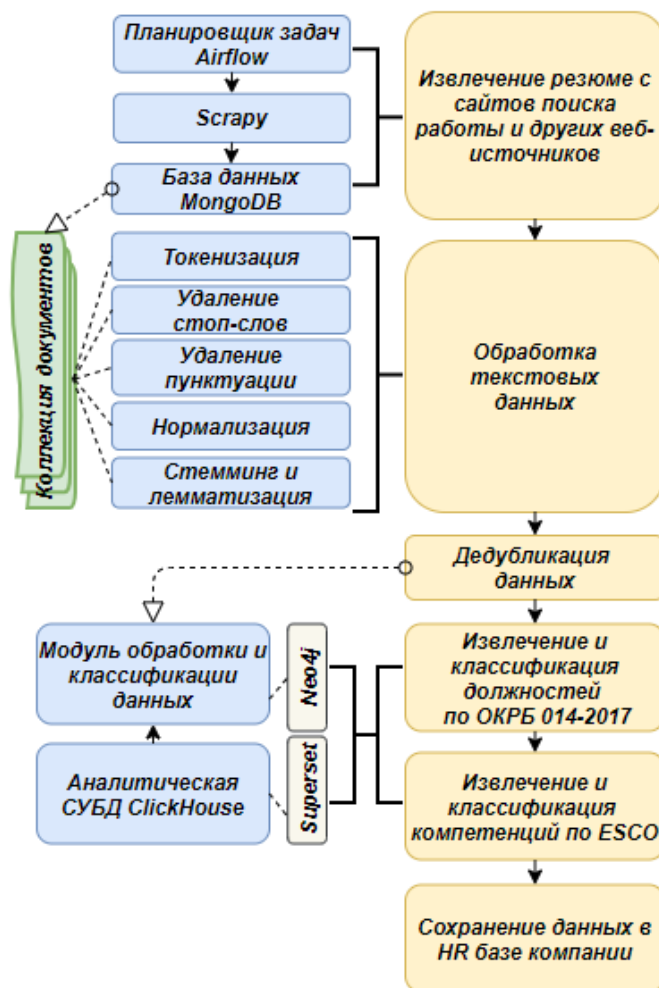 Планировщик задач
Airflow
Scrapy
База данных
MongoDB
Извлечение резюме с
сайтов поиска
работы и других веб-
источников
Коллекция документов
Токенизация
Удаление
стоп-слов
Удаление
пунктуации
Нормализация
Стемминг и
лемматизация
Обработка
текстовых
данных
Дедубликация
данных
Модуль обработки и
классификации
данных
Neo4j
Извлечение и
классификация
должностей
по ОКРБ 014-2017
Аналитическая
СУБД ClickHouse
Superset
Извлечение и
классификация
компетенций по ESCO
Сохранение данных в
HR базе компании